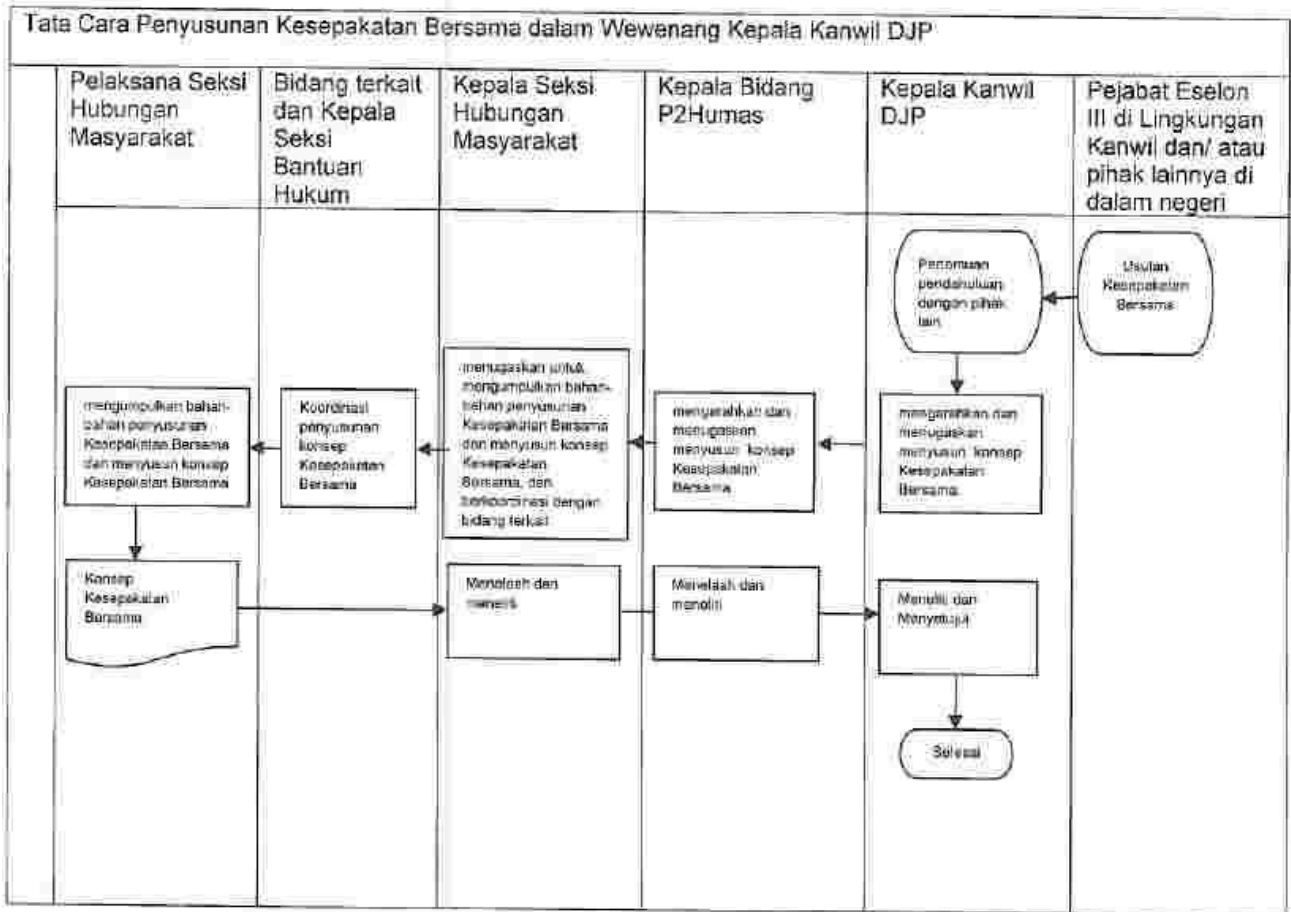 Tata Cara Penyusunan Kesepakatan Bersama dalam Wewenang Kepala Kanwil DJP
Pelaksana Seksi
Hubungan
Masyarakat
Bidang terkait
dan Kepala
Seksi
Bantuan
Hukum
Kepala Seksi
Hubungan
Masyarakat
Kepala Bidang
P2Humas
Kepala Kanwil
DJP
Pejabat Eselon
III di Lingkungan
Kanwil dan/ atau
pihak lainnya di
dalam negeri
Pertemuan
pendahuluan
dengan pihak
lain
Usulan
Kesepakatan
Bersama
mengumpulkan bahan-
bahan penyusunan
Kesepakatan Bersama
dan menyusun konsep
Kesepakatan Bersama
Koordinasi
penyusunan
konsep
Kesepakatan
Bersama
menugaskan untuk
mengumpulkan bahan-
bahan penyusunan
Kesepakatan Bersama
dan menyusun konsep
Kesepakatan
Bersama, dan
berkoordinasi dengan
bidang terkait
mengarahkan dan
menugaskan
menyusun konsep
Kesepakatan
Bersama
mengarahkan dan
menugaskan
menyusun konsep
Kesepakatan
Bersama.
Konsep
Kesepakatan
Bersama
Menelaah dan
meneliti
Menelaah dan
meneliti
Meneliti dan
Menyetujui
Selesai